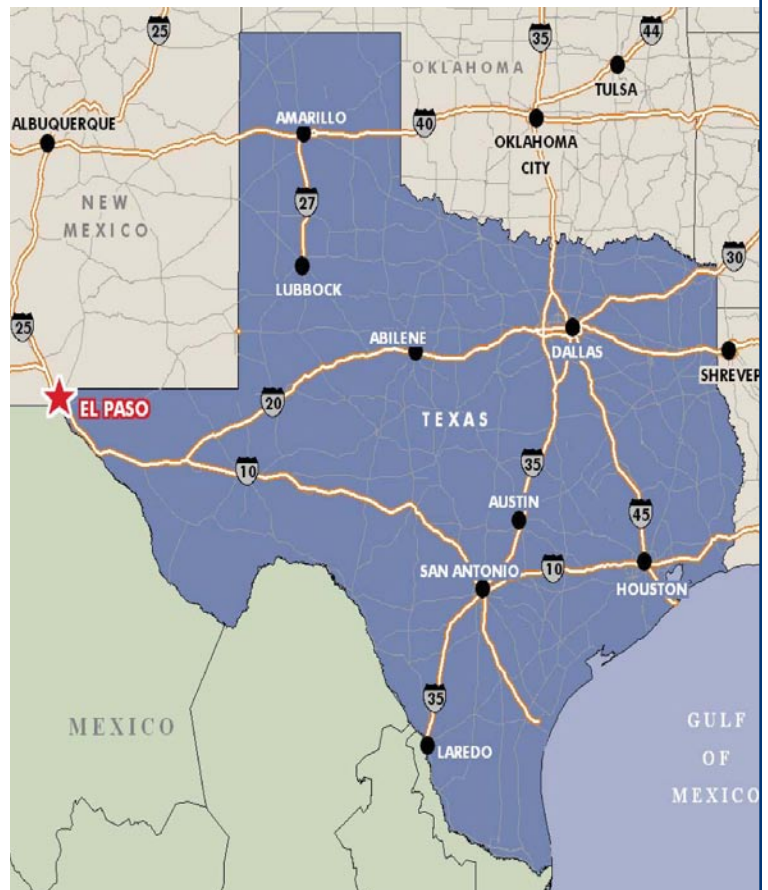 25
35
44
OKLAHOMA
TULSA
ALBUQUERQUE
AMARILLO
40
OKLAHOMA
CITY
NEW
MEXICO
27
LUBBOCK
30
25
ABILENE
DALLAS
SHREVEP
EL PASO
20
TEXAS
10
35
AUSTIN
45
SAN ANTONIO
10
HOUSTON
35
MEXICO
LAREDO
GULF
OF
MEXICO